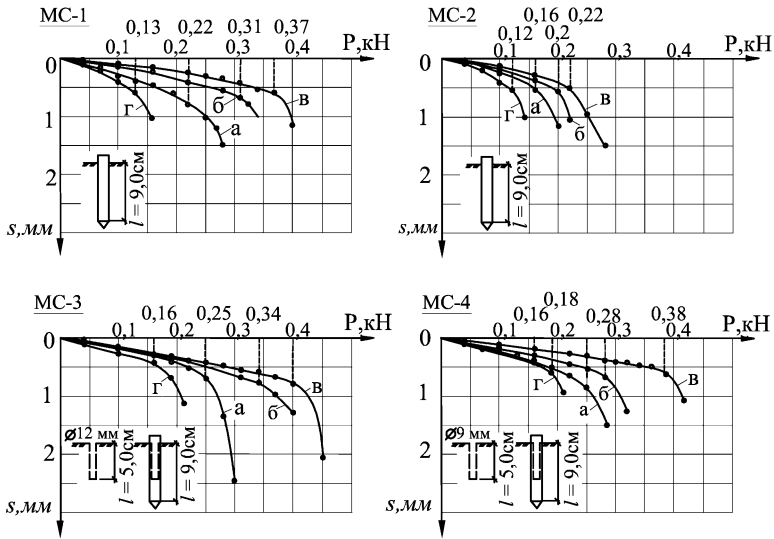 МС-1
0,13 0,22 0,31 0,37
0,1 0,2 0,3 0,4
P,кН
0
1
2
s,мм
г
а
б
в
l = 9,0см
МС-2
0,16 0,22
0,12 0,2
0,1 0,3 0,4
P,кН
0
1
2
s,мм
г
а
б
в
l = 9,0см
МС-3
0,16 0,25 0,34
0,1 0,2 0,3 0,4
P,кН
0
1
2
s,мм
г
а
б
в
Ø12 мм
l = 5,0см
l = 9,0см
МС-4
0,18
0,16 0,28 0,38
0,1 0,2 0,3 0,4
P,кН
0
1
2
s,мм
г
а
б
в
Ø9 мм
l = 5,0см
l = 9,0см